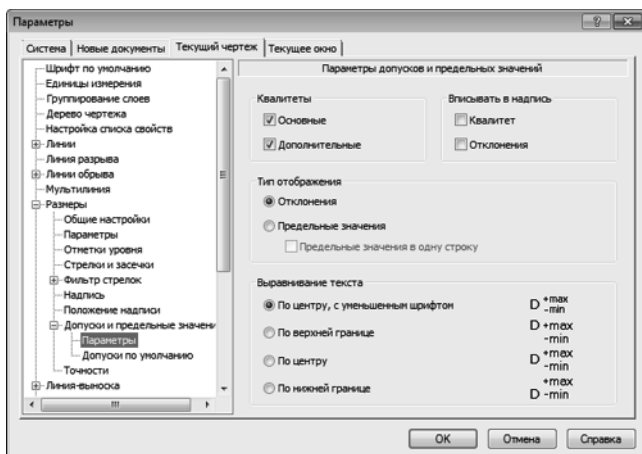 Параметры
Система Новые документы Текущий чертеж Текущее окно
Шрифт по умолчанию
Единицы измерения
Группирование слоев
Дерево чертежа
Настройка списка свойств
Линии
Линия разрыва
Линии обрыва
Мультилиния
Размеры
Общие настройки
Параметры
Отметки уровня
Стрелки и засечки
Фильтр стрелок
Надпись
Положение надписи
Допуски и предельные значени
Параметры
Допуски по умолчанию
Точности
Линия-выноска
Параметры допусков и предельных значений
Квалитеты
Основные
Дополнительные
Вписывать в надпись
Квалитет
Отклонения
Тип отображения
Отклонения
Предельные значения
Предельные значения в одну строку
Выравнивание текста
По центру, с уменьшенным шрифтом D +max -min
По верхней границе D +max -min
По центру D +max -min
По нижней границе +max D -min
OK Отмена Справка